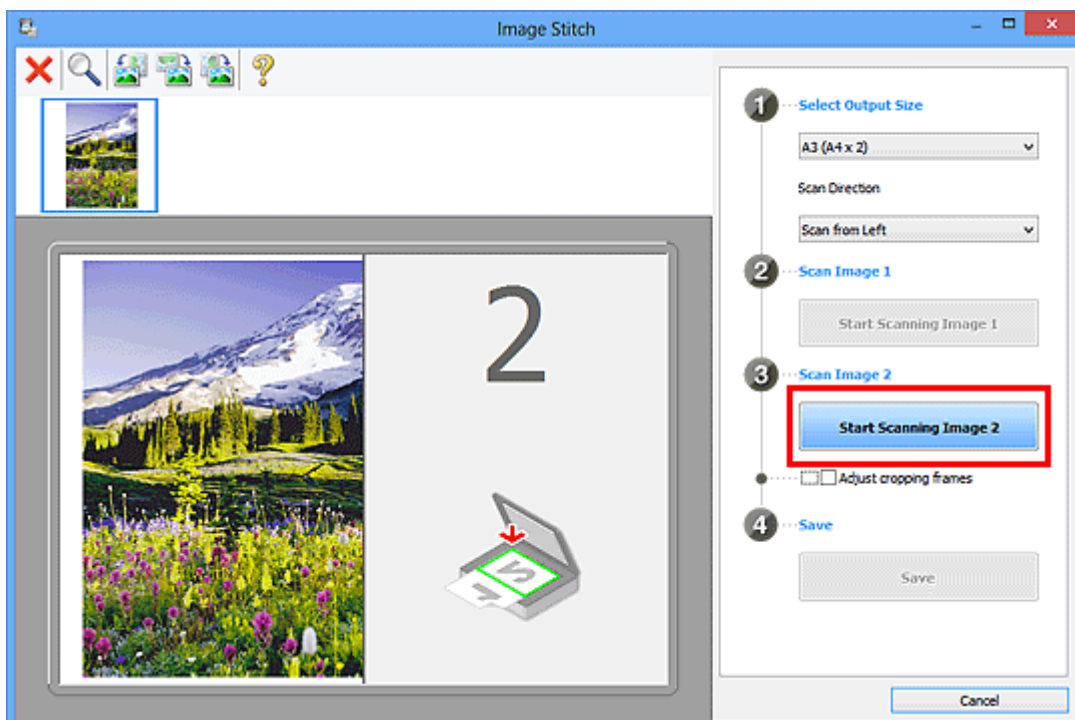 Image Stitch
1 Select Output Size
A3 (A4 x 2)
Scan Direction
Scan from Left
2 Scan Image 1
Start Scanning Image 1
3 Scan Image 2
Start Scanning Image 2
Adjust cropping frames
4 Save
Save
Cancel
2